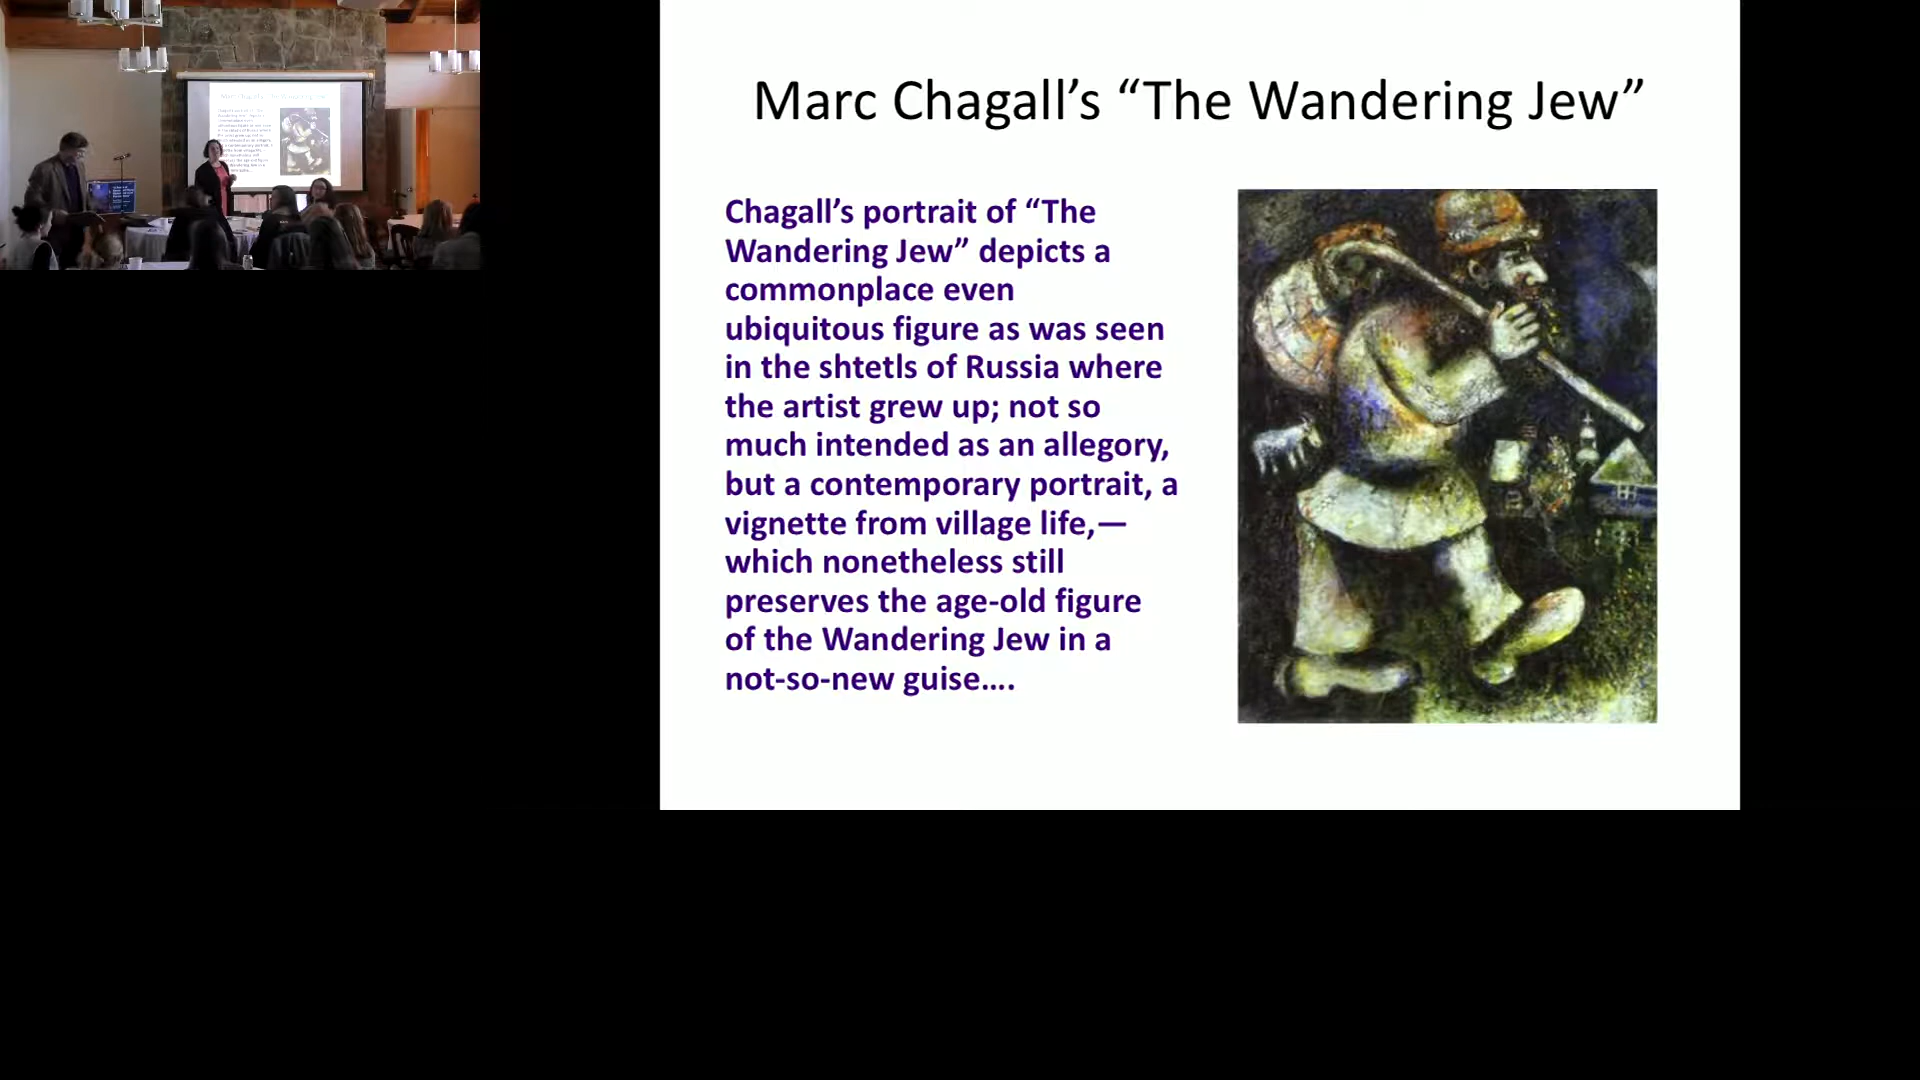 Marc Chagall’s “The Wandering Jew”
Chagall’s portrait of “The
Wandering Jew” depicts a
commonplace even
ubiquitous figure as was seen
in the shtetls of Russia where
the artist grew up; not so
much intended as an allegory,
but a contemporary portrait, a
vignette from village life,—
which nonetheless still
preserves the age-old figure
of the Wandering Jew in a
not-so-new guise....